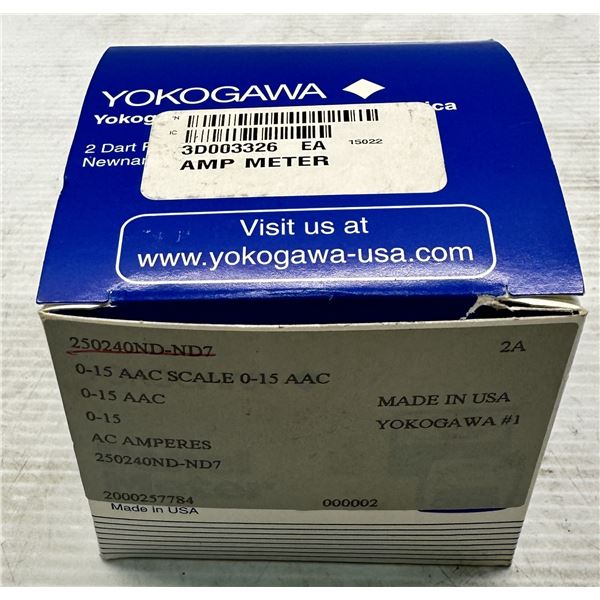 YOKOGAWA
Yokog ica
2 Dart
Newnan
N
IC
3D003326 EA 15022
AMP METER
Visit us at
www.yokogawa-usa.com
250240ND-ND7 2A
0-15 AAC SCALE 0-15 AAC
0-15 AAC MADE IN USA
0-15 YOKOGAWA #1
AC AMPERES
250240ND-ND7
2000257784 000002
Made in USA